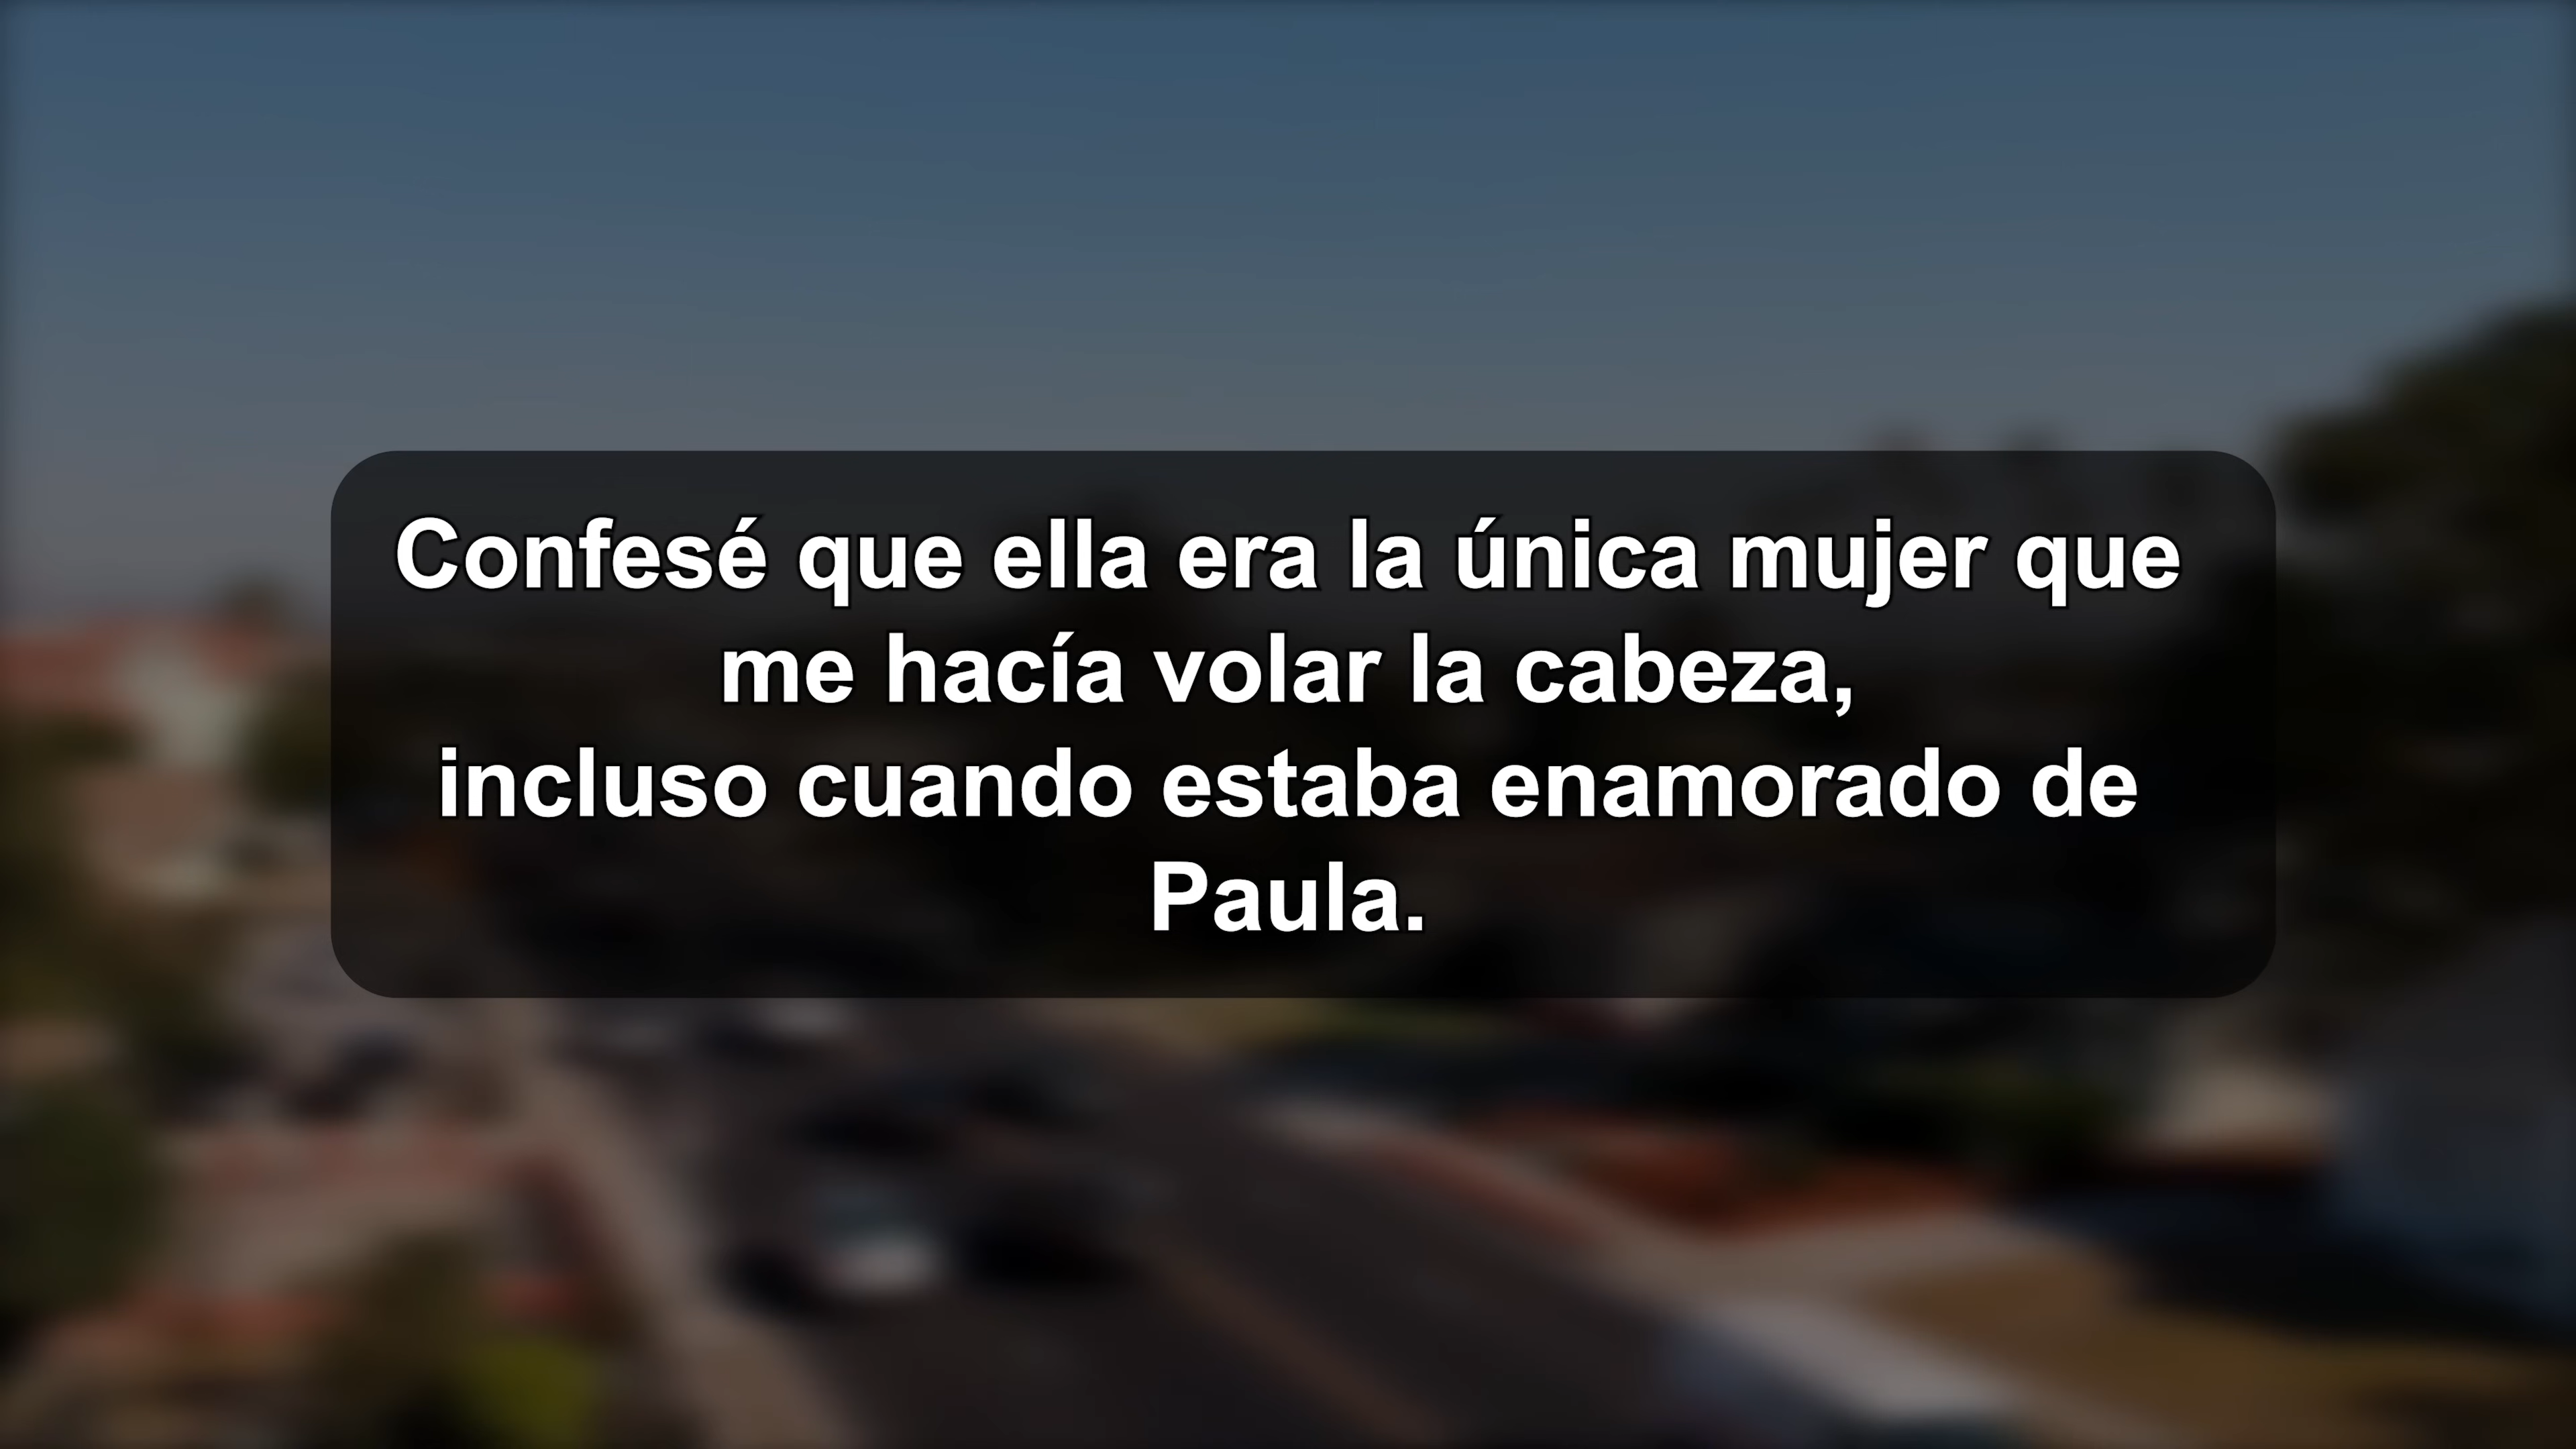 Confesé que ella era la única mujer que
me hacía volar la cabeza,
incluso cuando estaba enamorado de
Paula.